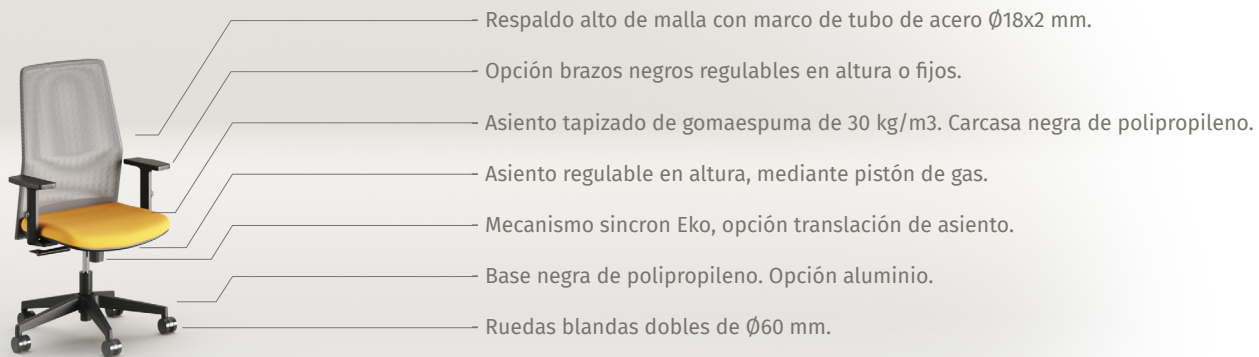 Respaldo alto de malla con marco de tubo de acero Ø18x2 mm.
Opción brazos negros regulables en altura o fijos.
Asiento tapizado de gomaespuma de 30 kg/m3. Carcasa negra de polipropileno.
Asiento regulable en altura, mediante pistón de gas.
Mecanismo sincron Eko, opción translación de asiento.
Base negra de polipropileno. Opción aluminio.
Ruedas blandas dobles de Ø60 mm.